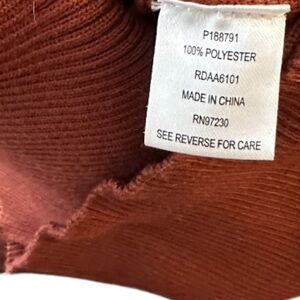 P188791
100% POLYESTER
RDAA6101
MADE IN CHINA
RN97230
SEE REVERSE FOR CARE